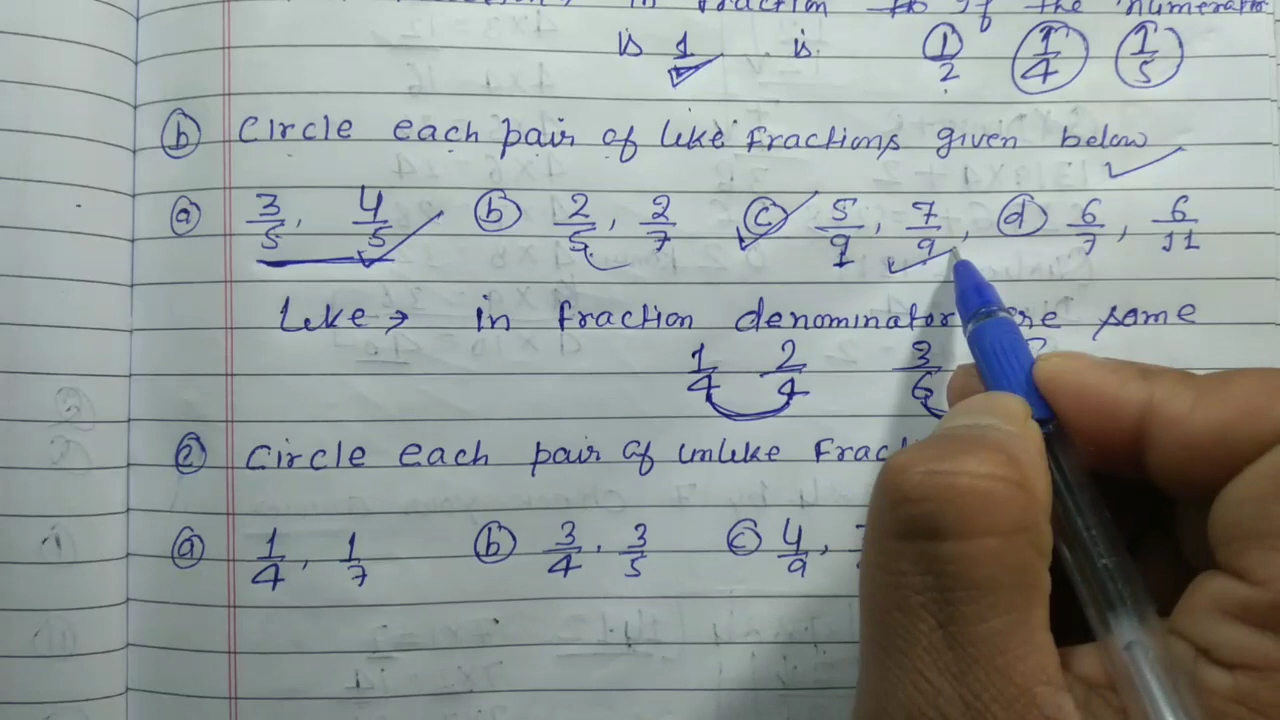 in fraction If the numerator
is 1 is 1/2 1/4 1/5
(b) Circle each pair of like Fractions given below
(a) 3/5, 4/5 (b) 2/5, 2/7 (c) 5/9, 7/9, (d) 6/7, 6/11
Like → in fraction denominator are same
1/4 2/4 3/6
(c) Circle each pair of unlike Frac
(a) 1/4, 1/7 (b) 3/4, 3/5 (c) 4/9,